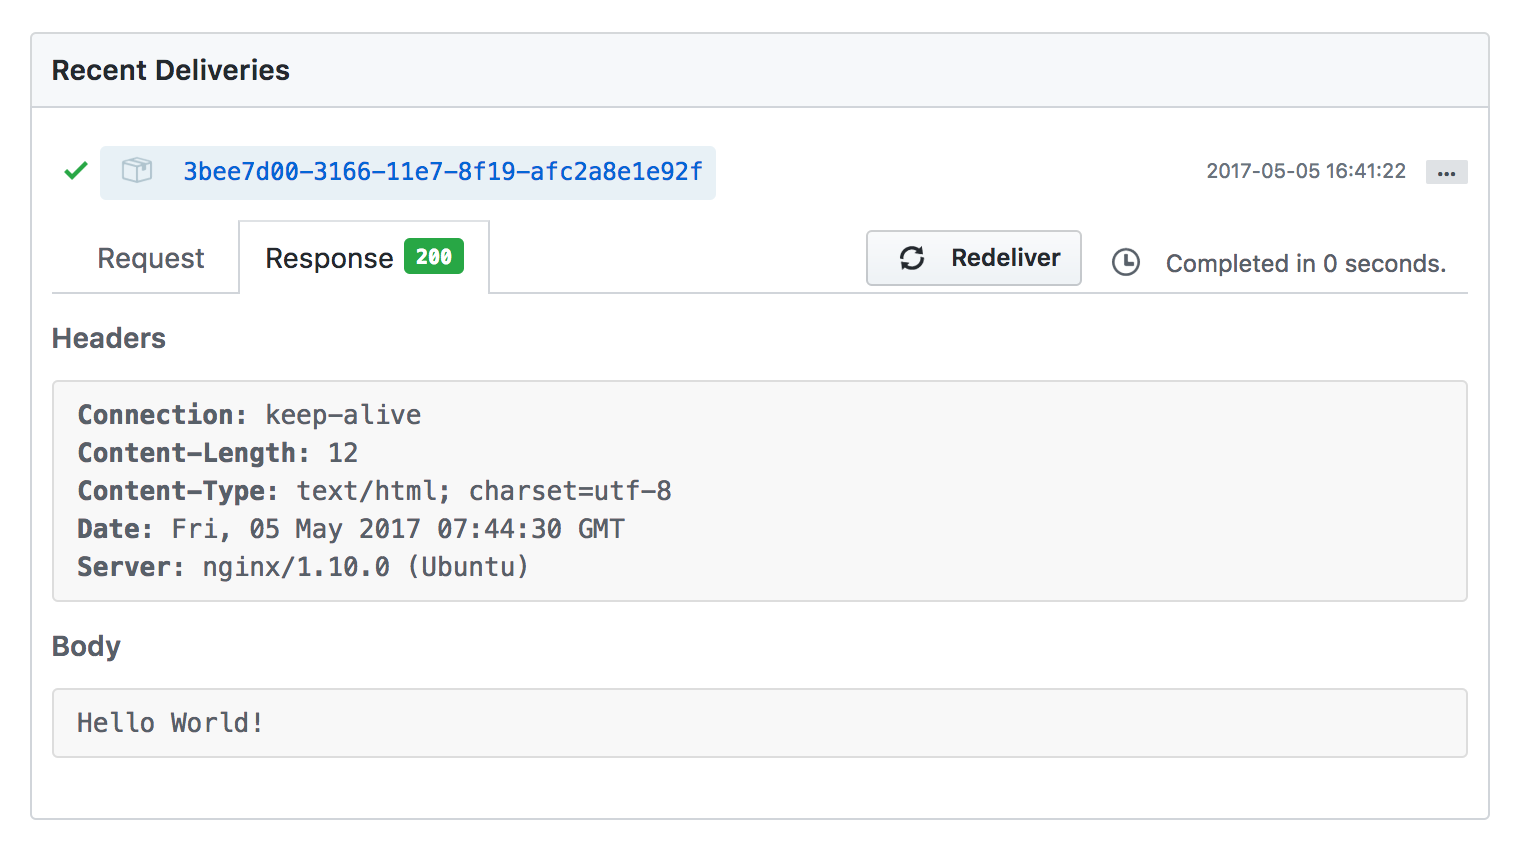 Recent Deliveries
3bee7d00-3166-11e7-8f19-afc2a8e1e92f 2017-05-05 16:41:22 ...
Request Response 200 Redeliver Completed in 0 seconds.
Headers
Connection: keep-alive
Content-Length: 12
Content-Type: text/html; charset=utf-8
Date: Fri, 05 May 2017 07:44:30 GMT
Server: nginx/1.10.0 (Ubuntu)
Body
Hello World!